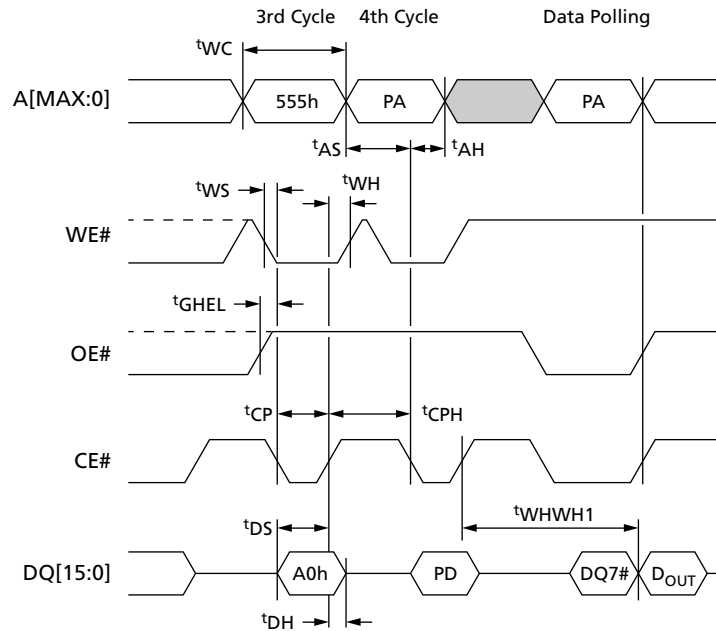 3rd Cycle 4th Cycle Data Polling
tWC
A[MAX:0] 555h PA PA
tAS tAH
tWS tWH
WE#
tGHEL
OE#
tCP tCPH
CE#
tWHWH1
tDS
DQ[15:0] A0h PD DQ7# DOUT
tDH